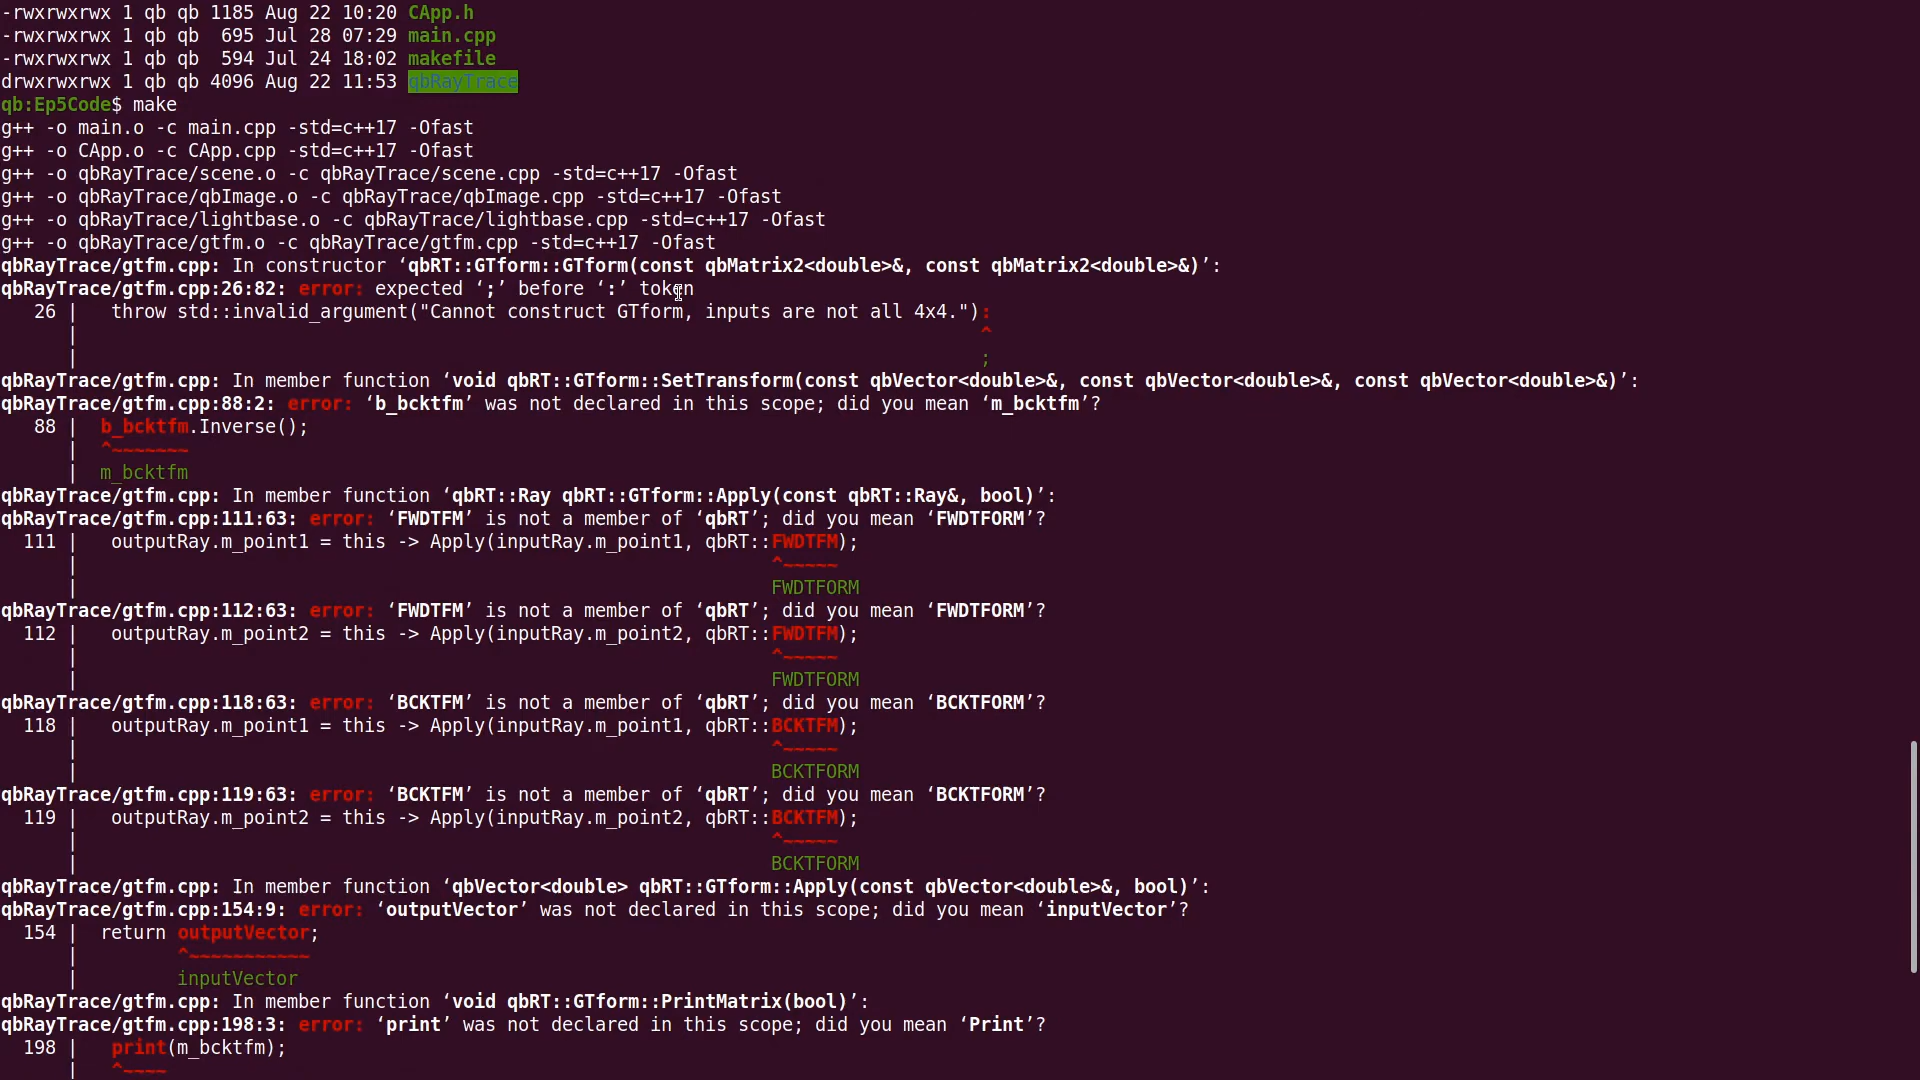 -rwxrwxrwx 1 qb qb 1185 Aug 22 10:20 CApp.h
-rwxrwxrwx 1 qb qb  695 Jul 28 07:29 main.cpp
-rwxrwxrwx 1 qb qb  594 Jul 24 18:02 makefile
drwxrwxrwx 1 qb qb 4096 Aug 22 11:53 qbRayTrace
qb:Ep5Code$ make
g++ -o main.o -c main.cpp -std=c++17 -Ofast
g++ -o CApp.o -c CApp.cpp -std=c++17 -Ofast
g++ -o qbRayTrace/scene.o -c qbRayTrace/scene.cpp -std=c++17 -Ofast
g++ -o qbRayTrace/qbImage.o -c qbRayTrace/qbImage.cpp -std=c++17 -Ofast
g++ -o qbRayTrace/lightbase.o -c qbRayTrace/lightbase.cpp -std=c++17 -Ofast
g++ -o qbRayTrace/gtfm.o -c qbRayTrace/gtfm.cpp -std=c++17 -Ofast
qbRayTrace/gtfm.cpp: In constructor ‘qbRT::GTform::GTform(const qbMatrix2<double>&, const qbMatrix2<double>&)’:
qbRayTrace/gtfm.cpp:26:82: error: expected ‘;’ before ‘:’ token
   26 |   throw std::invalid_argument("Cannot construct GTform, inputs are not all 4x4."):
      |                                                                                  ^
      |                                                                                  ;
qbRayTrace/gtfm.cpp: In member function ‘void qbRT::GTform::SetTransform(const qbVector<double>&, const qbVector<double>&, const qbVector<double>&)’:
qbRayTrace/gtfm.cpp:88:2: error: ‘b_bcktfm’ was not declared in this scope; did you mean ‘m_bcktfm’?
   88 |  b_bcktfm.Inverse();
      |  ^~~~~~~~
      |  m_bcktfm
qbRayTrace/gtfm.cpp: In member function ‘qbRT::Ray qbRT::GTform::Apply(const qbRT::Ray&, bool)’:
qbRayTrace/gtfm.cpp:111:63: error: ‘FWDTFM’ is not a member of ‘qbRT’; did you mean ‘FWDTFORM’?
  111 |   outputRay.m_point1 = this -> Apply(inputRay.m_point1, qbRT::FWDTFM);
      |                                                               ^~~~~~
      |                                                               FWDTFORM
qbRayTrace/gtfm.cpp:112:63: error: ‘FWDTFM’ is not a member of ‘qbRT’; did you mean ‘FWDTFORM’?
  112 |   outputRay.m_point2 = this -> Apply(inputRay.m_point2, qbRT::FWDTFM);
      |                                                               ^~~~~~
      |                                                               FWDTFORM
qbRayTrace/gtfm.cpp:118:63: error: ‘BCKTFM’ is not a member of ‘qbRT’; did you mean ‘BCKTFORM’?
  118 |   outputRay.m_point1 = this -> Apply(inputRay.m_point1, qbRT::BCKTFM);
      |                                                               ^~~~~~
      |                                                               BCKTFORM
qbRayTrace/gtfm.cpp:119:63: error: ‘BCKTFM’ is not a member of ‘qbRT’; did you mean ‘BCKTFORM’?
  119 |   outputRay.m_point2 = this -> Apply(inputRay.m_point2, qbRT::BCKTFM);
      |                                                               ^~~~~~
      |                                                               BCKTFORM
qbRayTrace/gtfm.cpp: In member function ‘qbVector<double> qbRT::GTform::Apply(const qbVector<double>&, bool)’:
qbRayTrace/gtfm.cpp:154:9: error: ‘outputVector’ was not declared in this scope; did you mean ‘inputVector’?
  154 |  return outputVector;
      |         ^~~~~~~~~~~~
      |         inputVector
qbRayTrace/gtfm.cpp: In member function ‘void qbRT::GTform::PrintMatrix(bool)’:
qbRayTrace/gtfm.cpp:198:3: error: ‘print’ was not declared in this scope; did you mean ‘Print’?
  198 |   print(m_bcktfm);
      |   ^~~~~